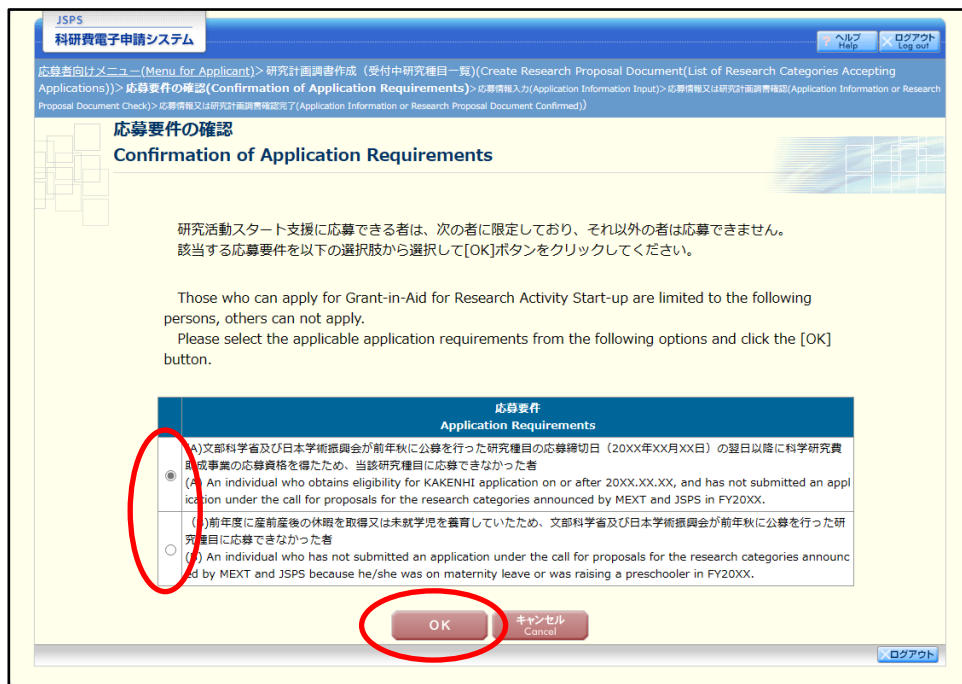 JSPS
科研費電子申請システム
? ヘルプ Help
ログアウト Log out
応募者向けメニュー(Menu for Applicant)> 研究計画調書作成（受付中研究種目一覧）(Create Research Proposal Document(List of Research Categories Accepting
Applications))> 応募要件の確認(Confirmation of Application Requirements)>応募情報入力(Application Information Input)>応募情報又は研究計画調書確認(Application Information or Research
Proposal Document Check)>応募情報又は研究計画調書確認完了(Application Information or Research Proposal Document Confirmed))
応募要件の確認
Confirmation of Application Requirements
研究活動スタート支援に応募できる者は、次の者に限定しており、それ以外の者は応募できません。
該当する応募要件を以下の選択肢から選択して[OK]ボタンをクリックしてください。
Those who can apply for Grant-in-Aid for Research Activity Start-up are limited to the following
persons, others can not apply.
Please select the applicable application requirements from the following options and click the [OK]
button.
応募要件
Application Requirements
(A)文部科学省及び日本学術振興会が前年秋に公募を行った研究種目の応募締切日（20XX年XX月XX日）の翌日以降に科学研究費
助成事業の応募資格を得たため、当該研究種目に応募できなかった者
(A) An individual who obtains eligibility for KAKENHI application on or after 20XX.XX.XX, and has not submitted an appl
ication under the call for proposals for the research categories announced by MEXT and JSPS in FY20XX.
(B)前年度に産前産後の休暇を取得又は未就学児を養育していたため、文部科学省及び日本学術振興会が前年秋に公募を行った研
究種目に応募できなかった者
(B) An individual who has not submitted an application under the call for proposals for the research categories announc
ed by MEXT and JSPS because he/she was on maternity leave or was raising a preschooler in FY20XX.
OK
キャンセル
Cancel
ログアウト